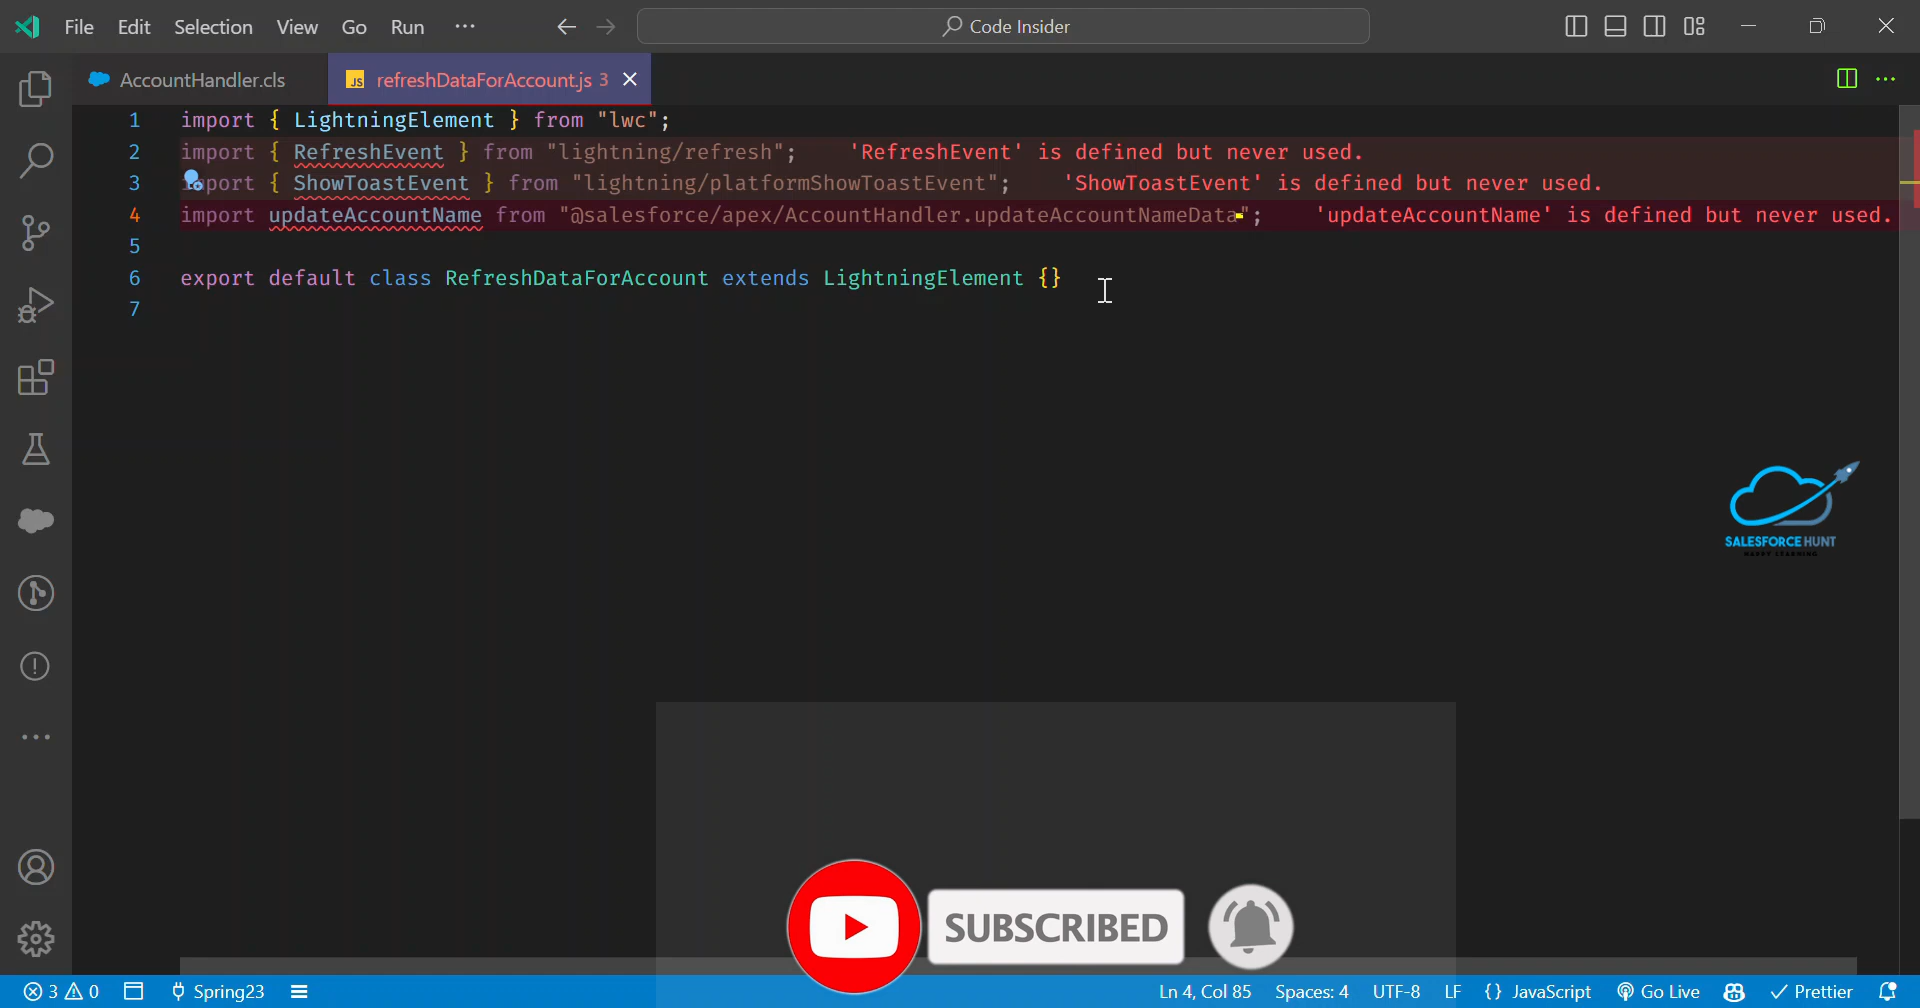 File Edit Selection View Go Run ··· Code Insider
AccountHandler.cls refreshDataForAccount.js 3
1 import { LightningElement } from "lwc";
2 import { RefreshEvent } from "lightning/refresh"; 'RefreshEvent' is defined but never used.
3 import { ShowToastEvent } from "lightning/platformShowToastEvent"; 'ShowToastEvent' is defined but never used.
4 import updateAccountName from "@salesforce/apex/AccountHandler.updateAccountNameData"; 'updateAccountName' is defined but never used.
5
6 export default class RefreshDataForAccount extends LightningElement {}
7
SALESFORCE HUNT
SUBSCRIBED
3 0 Spring23 Ln 4, Col 85 Spaces: 4 UTF-8 LF {} JavaScript Go Live Prettier